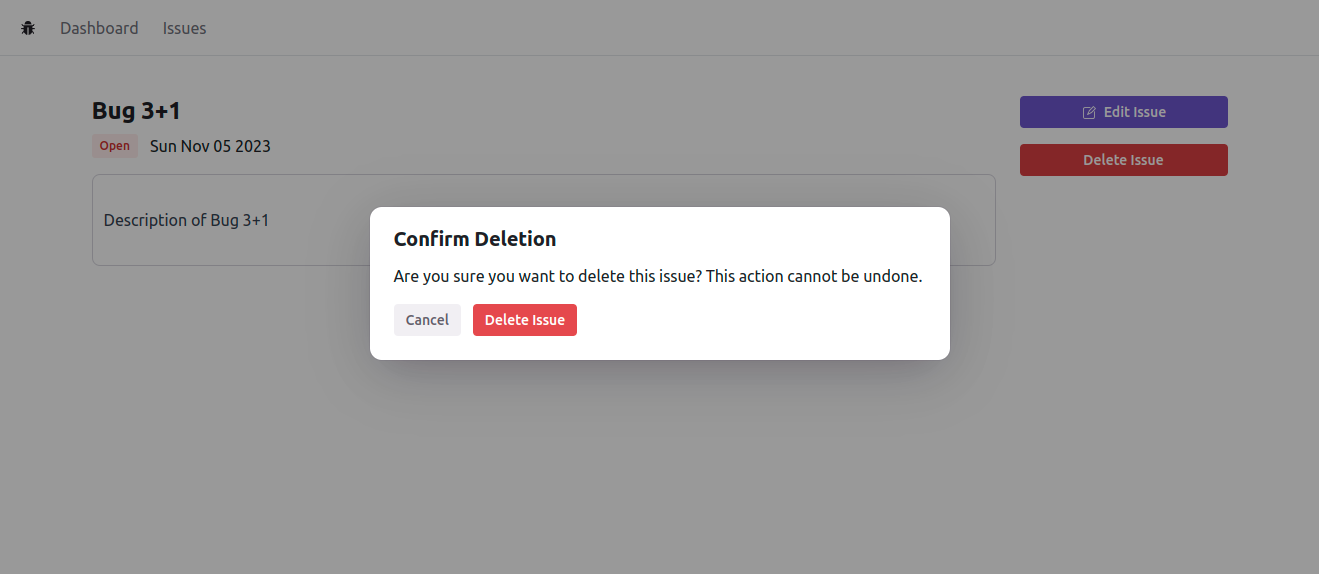 Dashboard Issues
Bug 3+1
Open Sun Nov 05 2023
Description of Bug 3+1
Edit Issue
Delete Issue
Confirm Deletion
Are you sure you want to delete this issue? This action cannot be undone.
Cancel Delete Issue